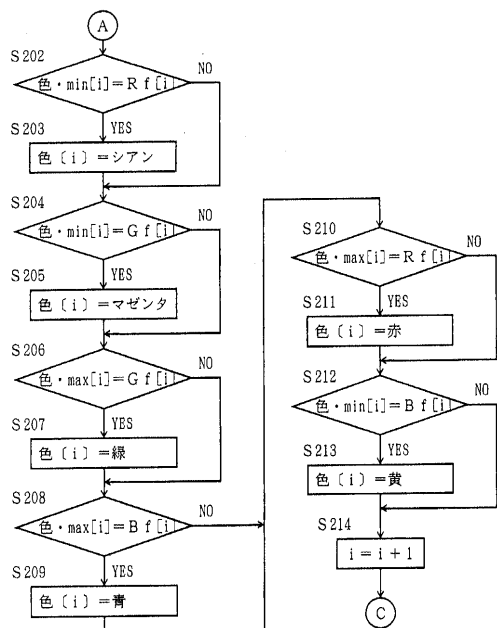 A
S202
色・min[i]=Rf[i]
NO
YES
S203
色〔i〕=シアン
S204
色・min[i]=Gf[i]
NO
YES
S205
色〔i〕=マゼンタ
S206
色・max[i]=Gf[i]
NO
YES
S207
色〔i〕=緑
S208
色・max[i]=Bf[i]
NO
YES
S209
色〔i〕=青
S210
色・max[i]=Rf[i]
NO
YES
S211
色〔i〕=赤
S212
色・min[i]=Bf[i]
NO
YES
S213
色〔i〕=黄
S214
i=i+1
C